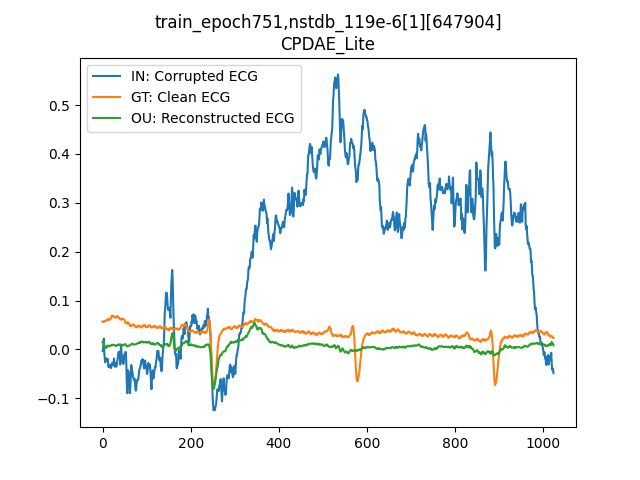 train_epoch751,nstdb_119e-6[1][647904]
CPDAE_Lite
IN: Corrupted ECG
GT: Clean ECG
OU: Reconstructed ECG
0.5
0.4
0.3
0.2
0.1
0.0
−0.1
0 200 400 600 800 1000